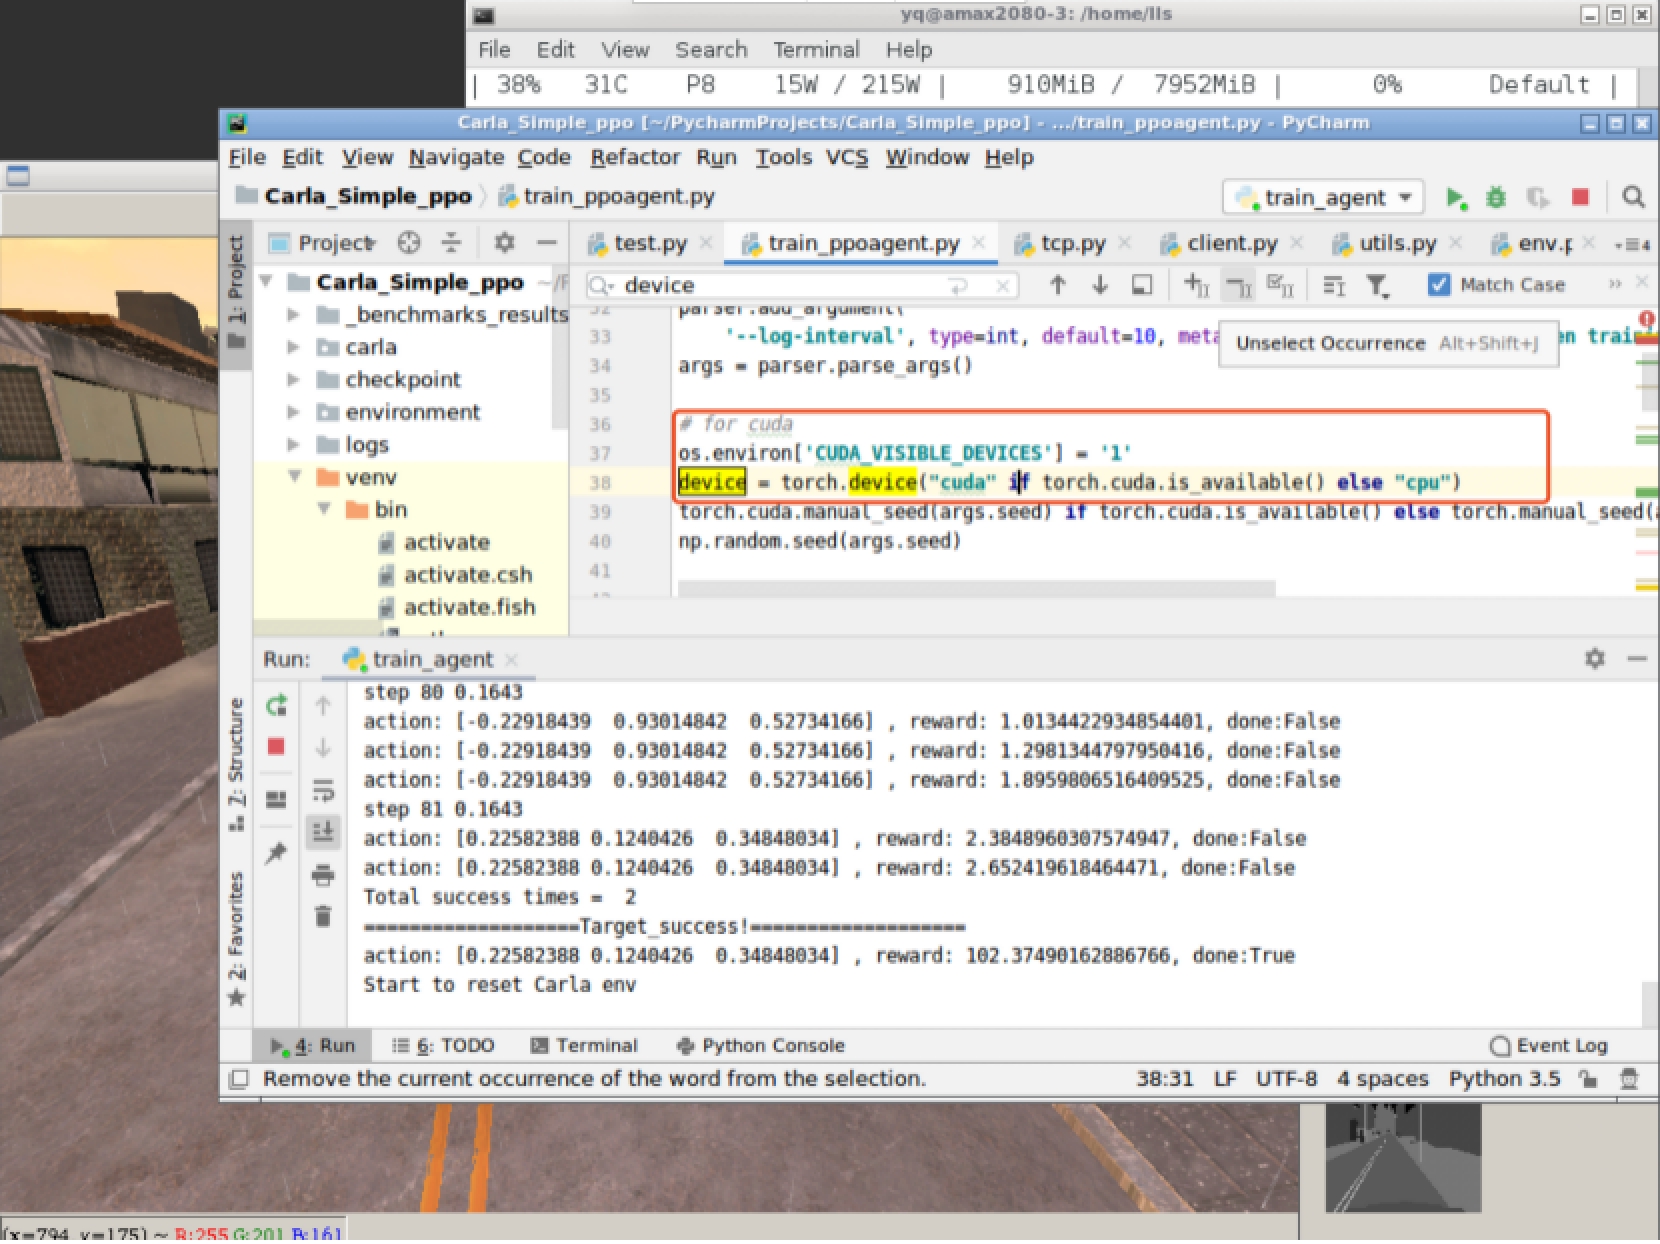 yq@amax2080-3: /home/lls
File Edit View Search Terminal Help
| 38% 31C P8 15W / 215W | 910MiB / 7952MiB | 0% Default |
Carla_Simple_ppo [~/PycharmProjects/Carla_Simple_ppo] - .../train_ppoagent.py - PyCharm
File Edit View Navigate Code Refactor Run Tools VCS Window Help
Carla_Simple_ppo train_ppoagent.py train_agent
1: Project
Project
test.py train_ppoagent.py tcp.py client.py utils.py env.p
device Match Case
Carla_Simple_ppo ~/P
_benchmarks_results
carla
checkpoint
environment
logs
venv
bin
activate
activate.csh
activate.fish
32 parser.add_argument(
33 '--log-interval', type=int, default=10, meta
Unselect Occurrence Alt+Shift+J
en trai
34 args = parser.parse_args()
35
36 # for cuda
37 os.environ['CUDA_VISIBLE_DEVICES'] = '1'
38 device = torch.device("cuda" if torch.cuda.is_available() else "cpu")
39 torch.cuda.manual_seed(args.seed) if torch.cuda.is_available() else torch.manual_seed(a
40 np.random.seed(args.seed)
41
Run: train_agent
7: Structure
2: Favorites
step 80 0.1643
action: [-0.22918439 0.93014842 0.52734166] , reward: 1.0134422934854401, done:False
action: [-0.22918439 0.93014842 0.52734166] , reward: 1.2981344797950416, done:False
action: [-0.22918439 0.93014842 0.52734166] , reward: 1.8959806516409525, done:False
step 81 0.1643
action: [0.22582388 0.1240426 0.34848034] , reward: 2.3848960307574947, done:False
action: [0.22582388 0.1240426 0.34848034] , reward: 2.652419618464471, done:False
Total success times = 2
===================Target_success!===================
action: [0.22582388 0.1240426 0.34848034] , reward: 102.37490162886766, done:True
Start to reset Carla env
4: Run 6: TODO Terminal Python Console Event Log
Remove the current occurrence of the word from the selection. 38:31 LF UTF-8 4 spaces Python 3.5
(x=794, y=175) ~ R:255 G:201 B:161